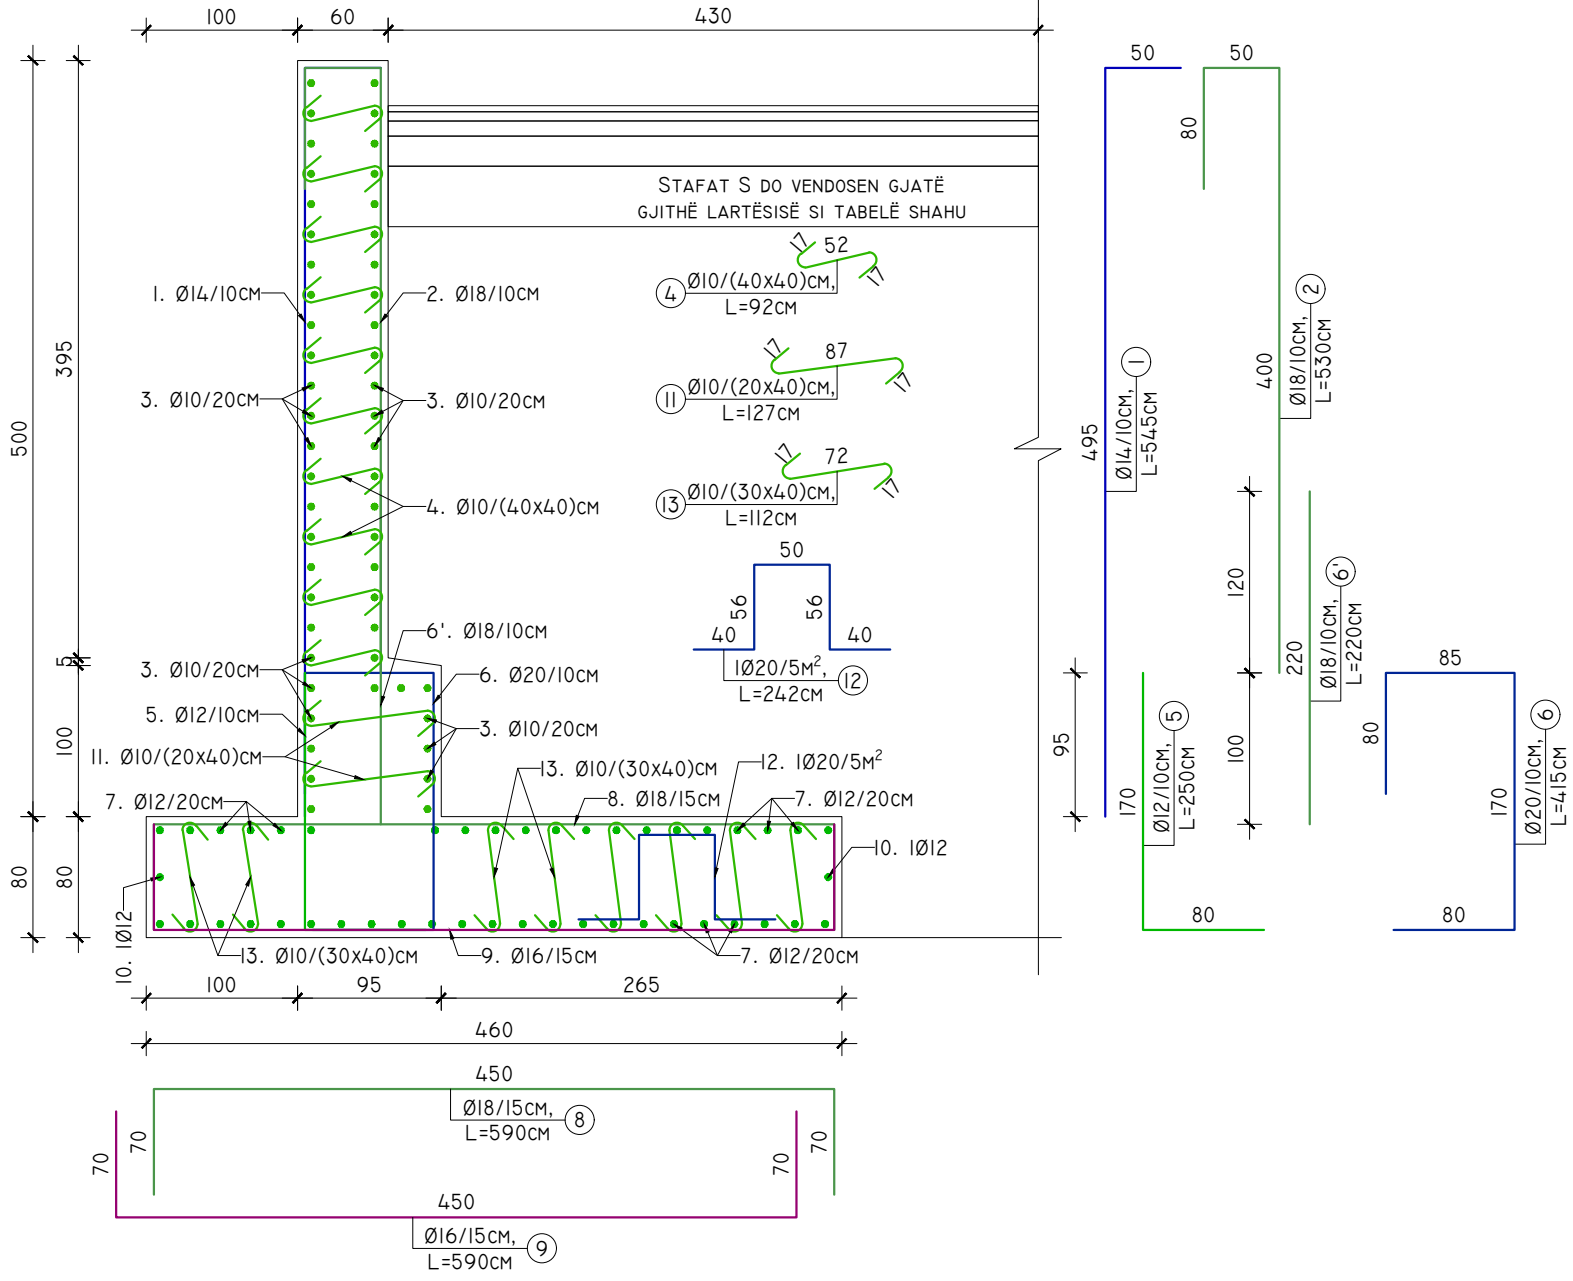 100
60
430
50
50
80
STAFAT S DO VENDOSEN GJATË
GJITHË LARTËSISË SI TABELË SHAHU
17
52
17
4
Ø10/(40x40)CM,
L=92CM
1. Ø14/10CM
2. Ø18/10CM
395
500
17
87
17
11
Ø10/(20x40)CM,
L=127CM
3. Ø10/20CM
3. Ø10/20CM
495
Ø14/10CM,
L=545CM
1
400
Ø18/10CM,
L=530CM
2
17
72
17
13
Ø10/(30x40)CM,
L=112CM
4. Ø10/(40x40)CM
50
56
56
40
40
1Ø20/5M²,
L=242CM
12
120
220
Ø18/10CM,
L=220CM
6'
6'. Ø18/10CM
3. Ø10/20CM
6. Ø20/10CM
5
5. Ø12/10CM
3. Ø10/20CM
100
11. Ø10/(20x40)CM
13. Ø10/(30x40)CM
12. 1Ø20/5M²
7. Ø12/20CM
8. Ø18/15CM
7. Ø12/20CM
95
170
Ø12/10CM,
L=250CM
5
80
100
85
80
170
Ø20/10CM,
L=415CM
6
80
80
80
10. 1Ø12
10. 1Ø12
13. Ø10/(30x40)CM
9. Ø16/15CM
7. Ø12/20CM
100
95
265
460
450
Ø18/15CM,
L=590CM
8
70
70
70
70
450
Ø16/15CM,
L=590CM
9